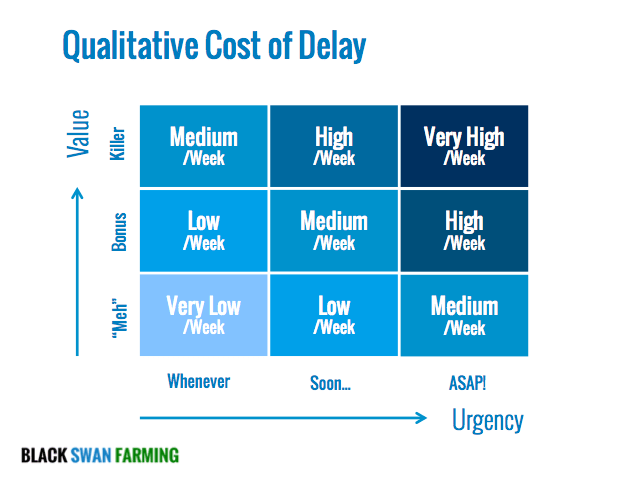 Qualitative Cost of Delay
Value
Killer
Medium
/Week
High
/Week
Very High
/Week
Bonus
Low
/Week
Medium
/Week
High
/Week
“Meh”
Very Low
/Week
Low
/Week
Medium
/Week
Whenever
Soon...
ASAP!
Urgency
BLACK SWAN FARMING